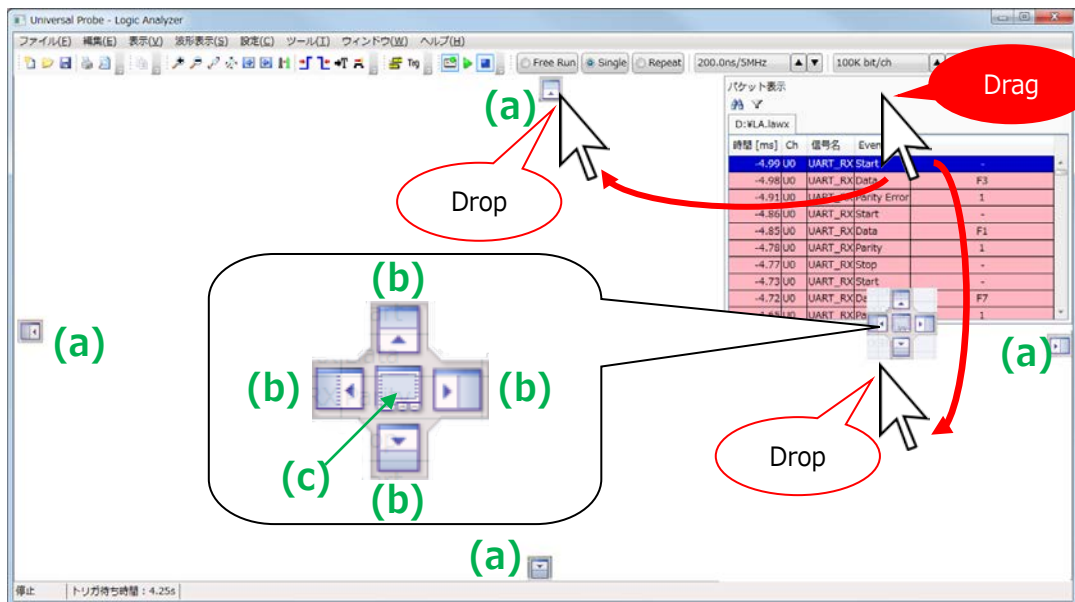 Universal Probe - Logic Analyzer
ファイル(F) 編集(E) 表示(V) 波形表示(S) 設定(C) ツール(T) ウィンドウ(W) ヘルプ(H)
Trig Free Run Single Repeat 200.0ns/5MHz 100K bit/ch
パケット表示
Drag
(a)
D:¥LA.lawx
時間 [ms] Ch 信号名 Even
-4.99 U0 UART_RX Start -
-4.98 U0 UART_RX Data F3
-4.91 U0 UART_RX Parity Error 1
-4.86 U0 UART_RX Start -
-4.85 U0 UART_RX Data F1
-4.78 U0 UART_RX Parity 1
-4.77 U0 UART_RX Stop -
-4.73 U0 UART_RX Start -
-4.72 U0 UART_RX Da F7
U0 UART_RX Pa 1
Drop
(b)
(a)
(b)
(b)
(a)
(c)
(b)
Drop
(a)
停止 トリガ待ち時間：4.25s